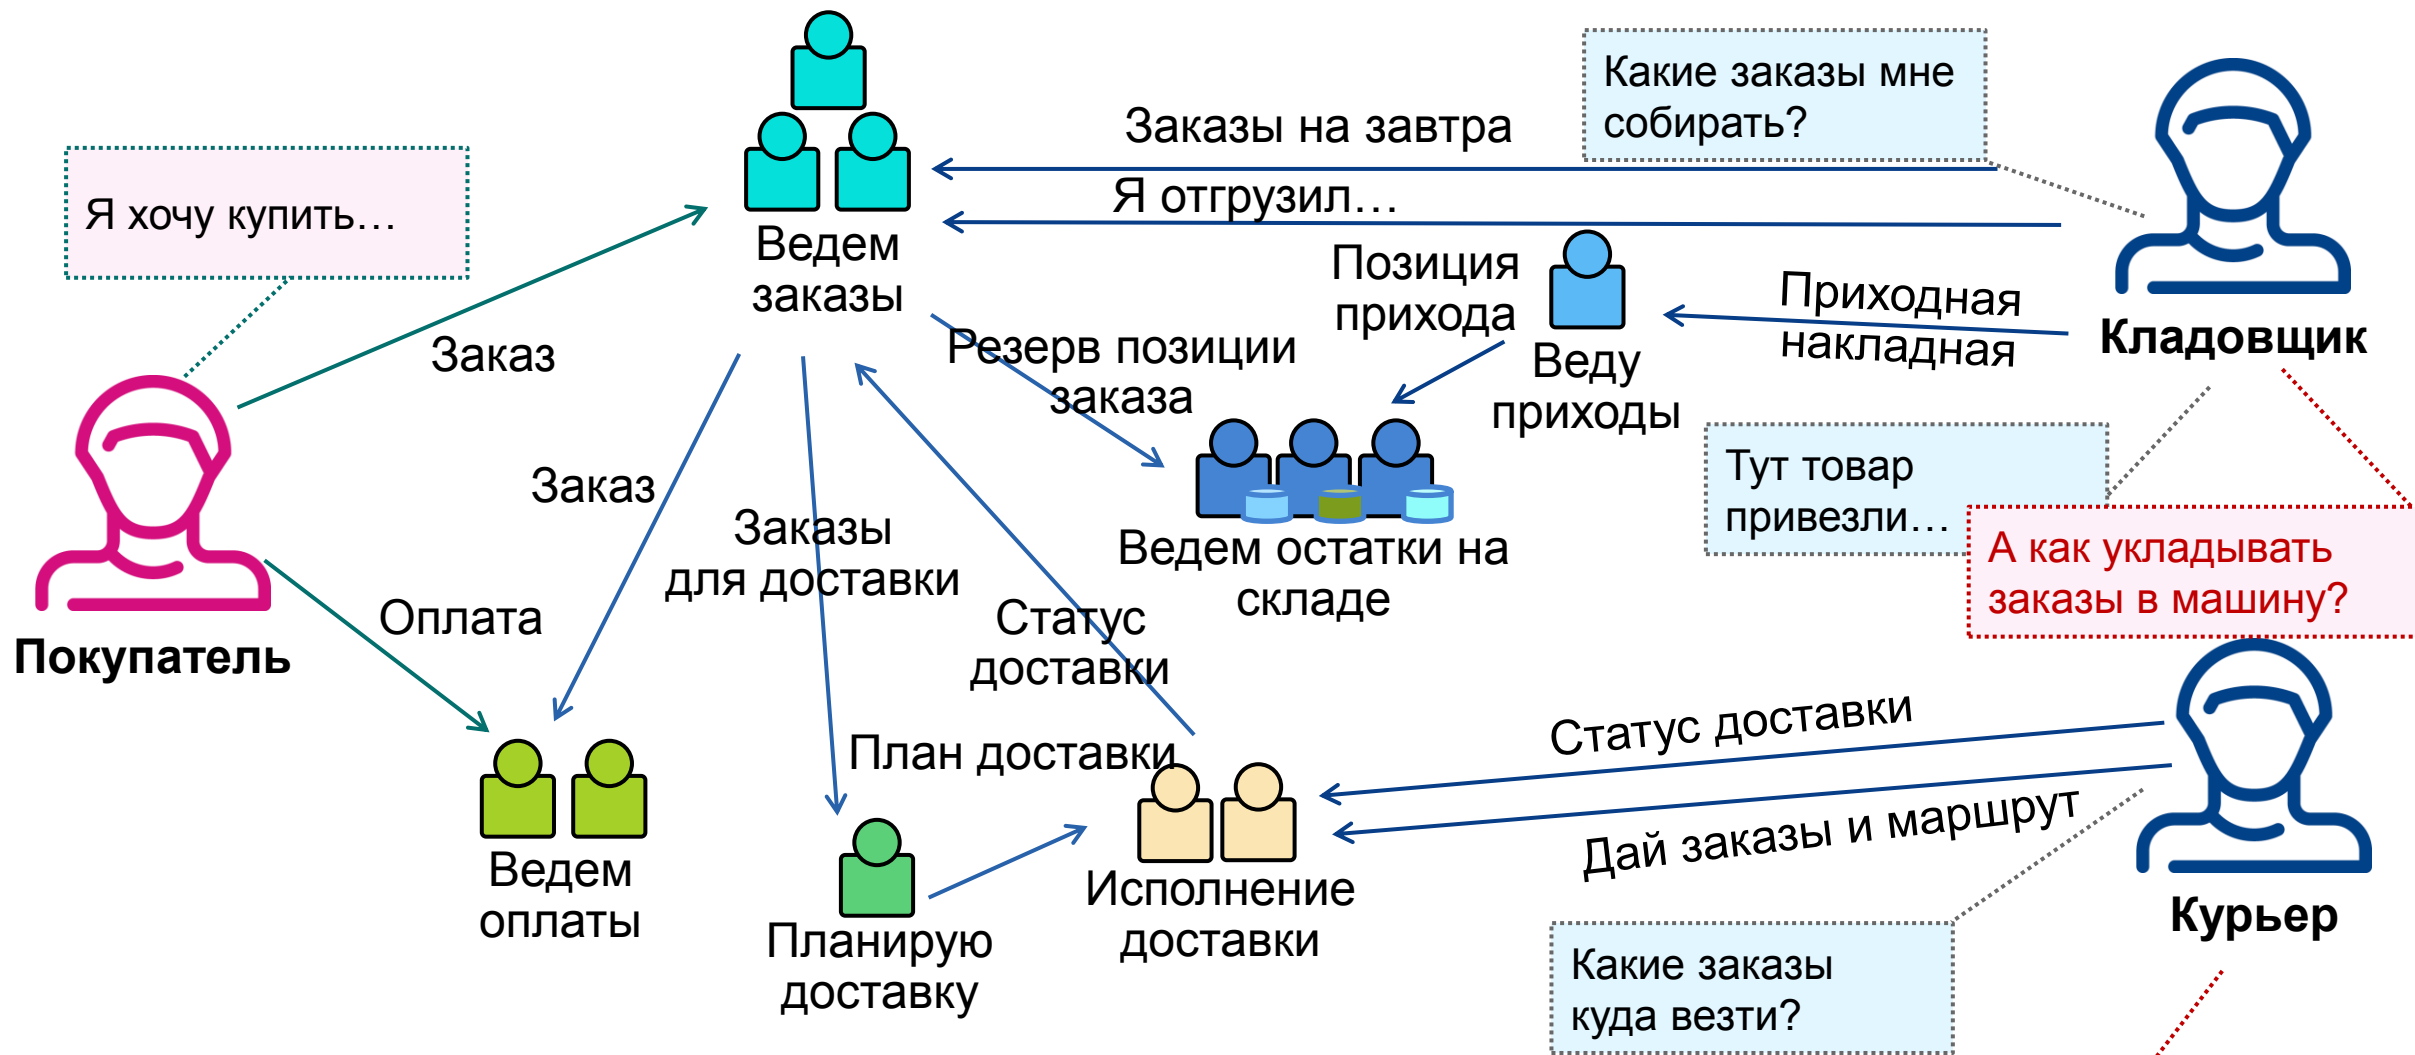 Какие заказы мне
собирать?
Заказы на завтра
Я отгрузил…
Я хочу купить…
Ведем
заказы
Позиция
прихода
Приходная
накладная
Кладовщик
Заказ
Резерв позиции
заказа
Веду
приходы
Тут товар
привезли…
Заказ
Заказы
для доставки
Ведем остатки на
складе
А как укладывать
заказы в машину?
Оплата
Статус
доставки
Покупатель
Статус доставки
План доставки
Дай заказы и маршрут
Ведем
оплаты
Исполнение
доставки
Курьер
Планирую
доставку
Какие заказы
куда везти?